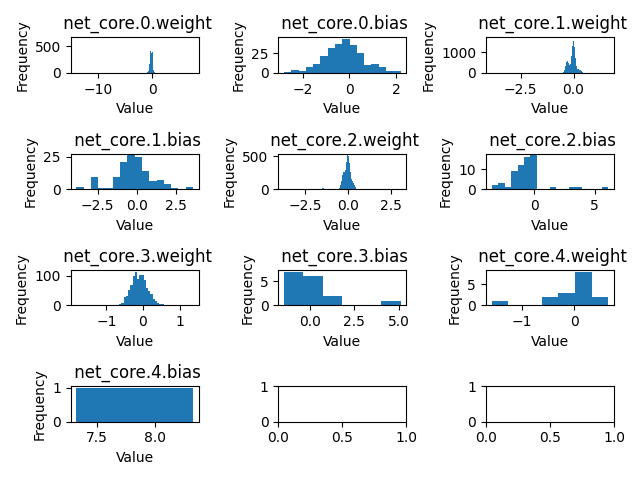 net_core.0.weight
net_core.0.bias
net_core.1.weight
Frequency
500
0
−10
0
Value
Frequency
25
0
−2
0
2
Value
Frequency
1000
0
−2.5
0.0
Value
net_core.1.bias
net_core.2.weight
net_core.2.bias
Frequency
25
0
−2.5
0.0
2.5
Value
Frequency
500
0
−2.5
0.0
2.5
Value
Frequency
10
0
0
5
Value
net_core.3.weight
net_core.3.bias
net_core.4.weight
Frequency
100
0
−1
0
1
Value
Frequency
5
0
0.0
2.5
5.0
Value
Frequency
5
0
−1
0
Value
net_core.4.bias
Frequency
1
0
7.5
8.0
Value
1
0
0.0
0.5
1.0
1
0
0.0
0.5
1.0